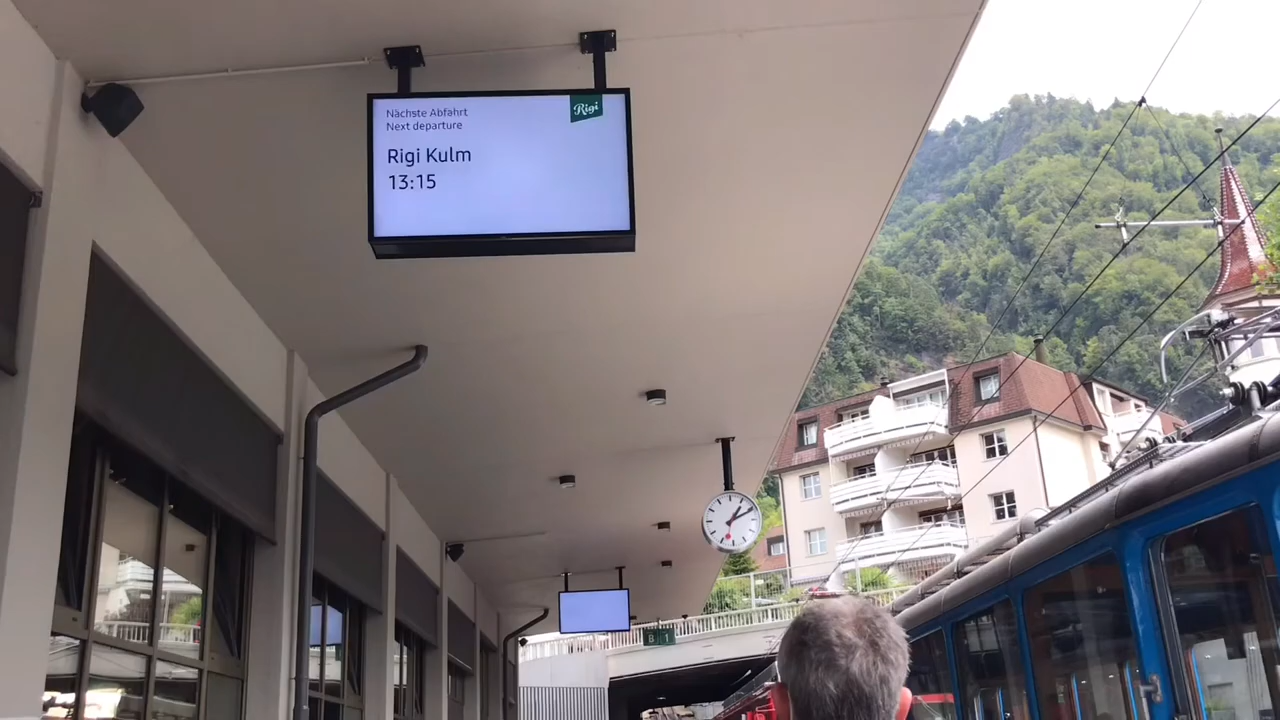 Nächste Abfahrt
Next departure
Rigi
Rigi Kulm
13:15
B 1